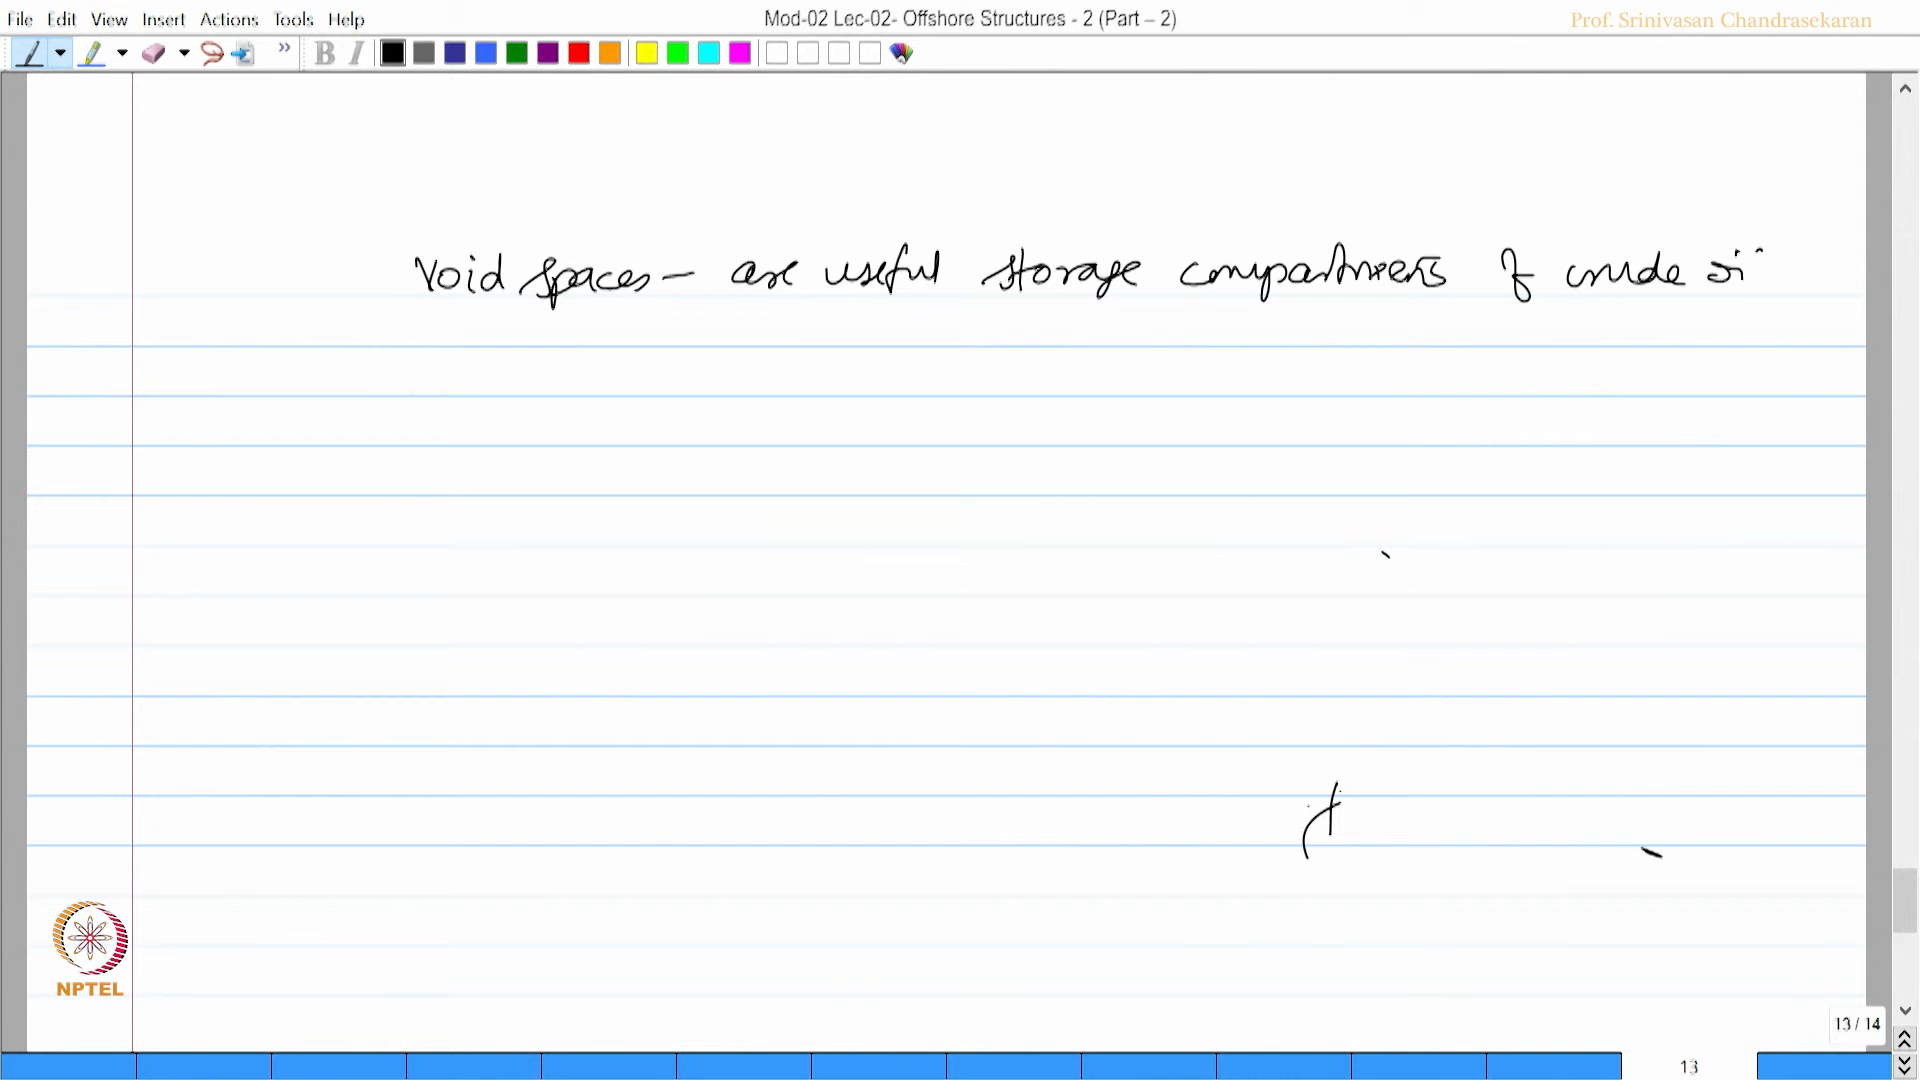 File Edit View Insert Actions Tools Help
Mod-02 Lec-02- Offshore Structures - 2 (Part – 2)
Prof. Srinivasan Chandrasekaran
B I
Void spaces - are useful storage compartments of crude oi
NPTEL
13 / 14
13